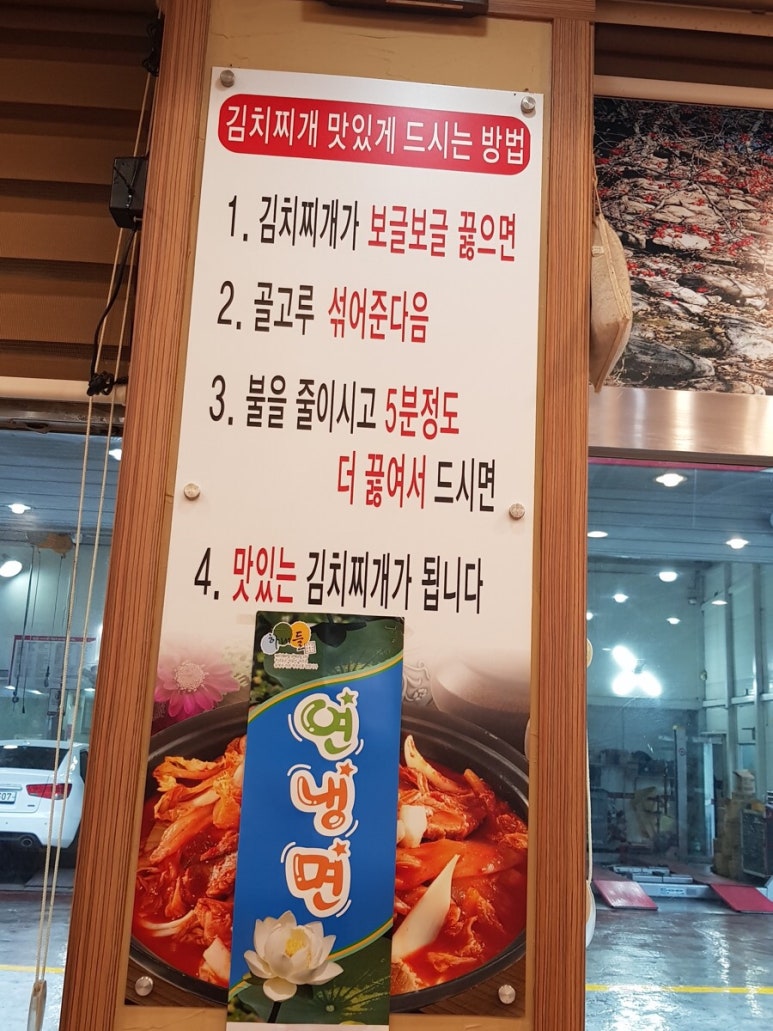 김치찌개 맛있게 드시는 방법
1. 김치찌개가 보글보글 끓으면
2. 골고루 섞어준다음
3. 불을 줄이시고 5분정도
더 끓여서 드시면
4. 맛있는 김치찌개가 됩니다
연냉면